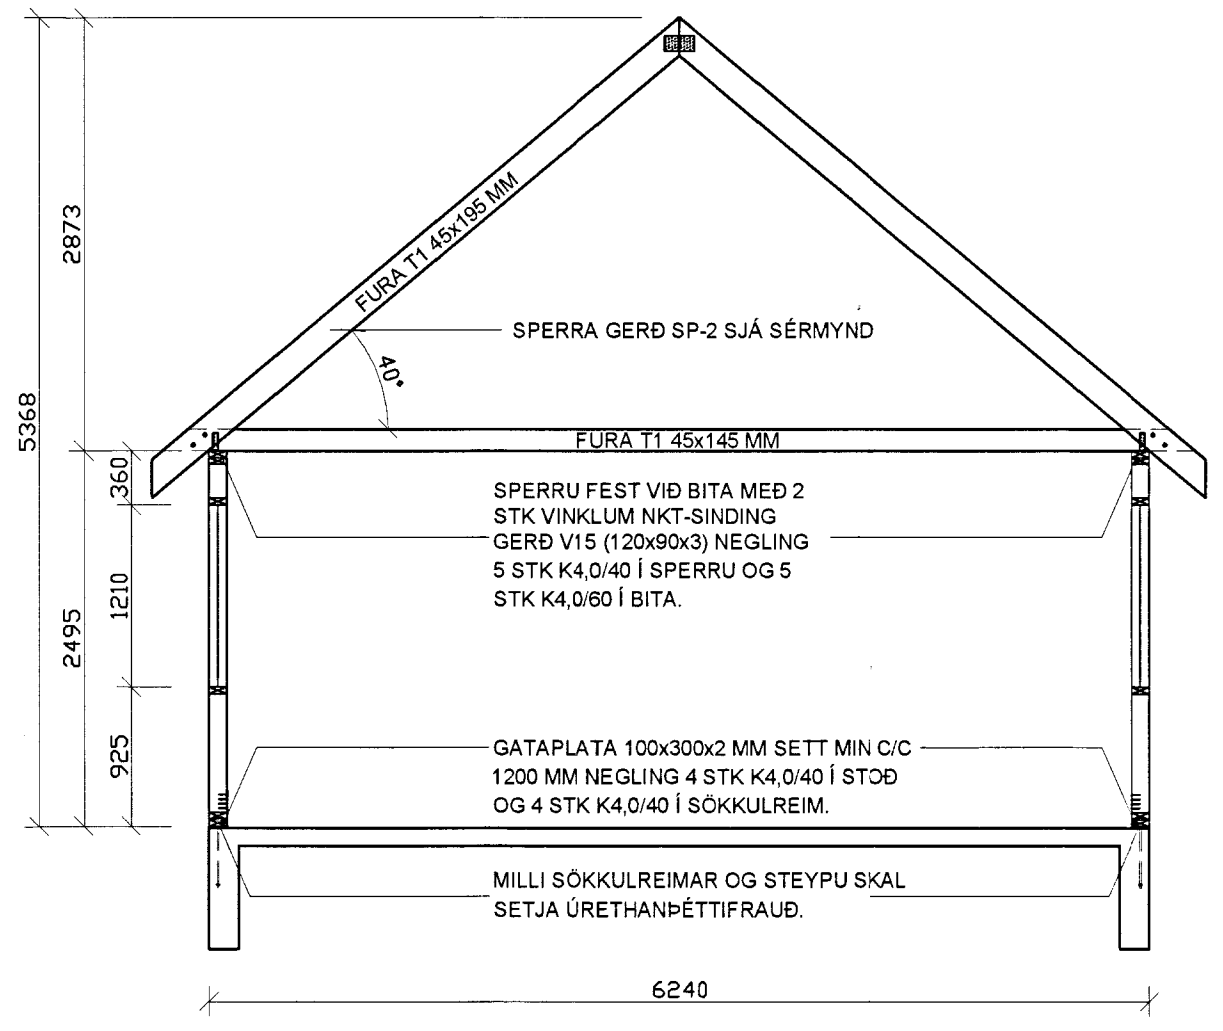 FURA T1 45x195 MM
2873
SPERRA GERÐ SP-2 SJÁ SÉRMYND
40°
5368
FURA T1 45x145 MM
360
SPERRU FEST VIÐ BITA MEÐ 2
STK VINKLUM NKT-SINDING
GERÐ V15 (120x90x3) NEGLING
5 STK K4,0/40 Í SPERRU OG 5
STK K4,0/60 Í BITA.
1210
2495
925
GATAPLATA 100x300x2 MM SETT MIN C/C
1200 MM NEGLING 4 STK K4,0/40 Í STOÐ
OG 4 STK K4,0/40 Í SÖKKULREIM.
MILLI SÖKKULREIMAR OG STEYPU SKAL
SETJA ÚRETHANÞÉTTIFRAUÐ.
6240